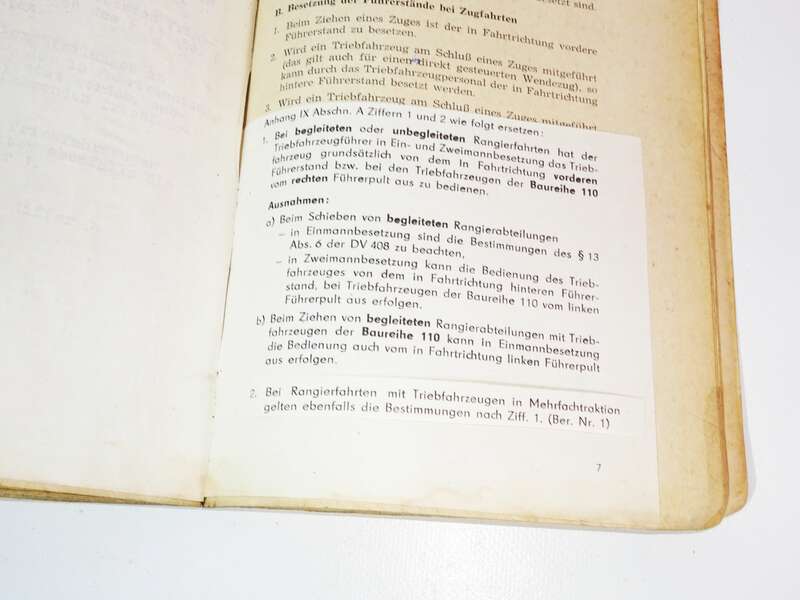 setzt sind.
B. Besetzung der Führerstände bei Zugfahrten
1. Beim Ziehen eines Zuges ist der in Fahrtrichtung vordere
Führerstand zu besetzen.
2. Wird ein Triebfahrzeug am Schluß eines Zuges mitgeführt
(das gilt auch für einen direkt gesteuerten Wendezug), so
kann durch das Triebfahrzeugpersonal der in Fahrtrichtung
hintere Führerstand besetzt werden.
3. Wird ein Triebfahrzeug am Schluß eines Zuges mitgeführt
Anhang IX Abschn. A Ziffern 1 und 2 wie folgt ersetzen:
1. Bei begleiteten oder unbegleiteten Rangierfahrten hat der
Triebfahrzeugführer in Ein- und Zweimannbesetzung das Trieb-
fahrzeug grundsätzlich von dem In Fahrtrichtung vorderen
Führerstand bzw. bei den Triebfahrzeugen der Baureihe 110
vom rechten Führerpult aus zu bedienen.
Ausnahmen:
a) Beim Schieben von begleiteten Rangierabteilungen
– in Einmannbesetzung sind die Bestimmungen des § 13
Abs. 6 der DV 408 zu beachten,
– in Zweimannbesetzung kann die Bedienung des Trieb-
fahrzeuges von dem in Fahrtrichtung hinteren Führer-
stand, bei Triebfahrzeugen der Baureihe 110 vom linken
Führerpult aus erfolgen.
b) Beim Ziehen von begleiteten Rangierabteilungen mit Trieb-
fahrzeugen der Baureihe 110 kann in Einmannbesetzung
die Bedienung auch vom in Fahrtrichtung linken Führerpult
aus erfolgen.
2. Bei Rangierfahrten mit Triebfahrzeugen in Mehrfachtraktion
gelten ebenfalls die Bestimmungen nach Ziff. 1. (Ber. Nr. 1)
7